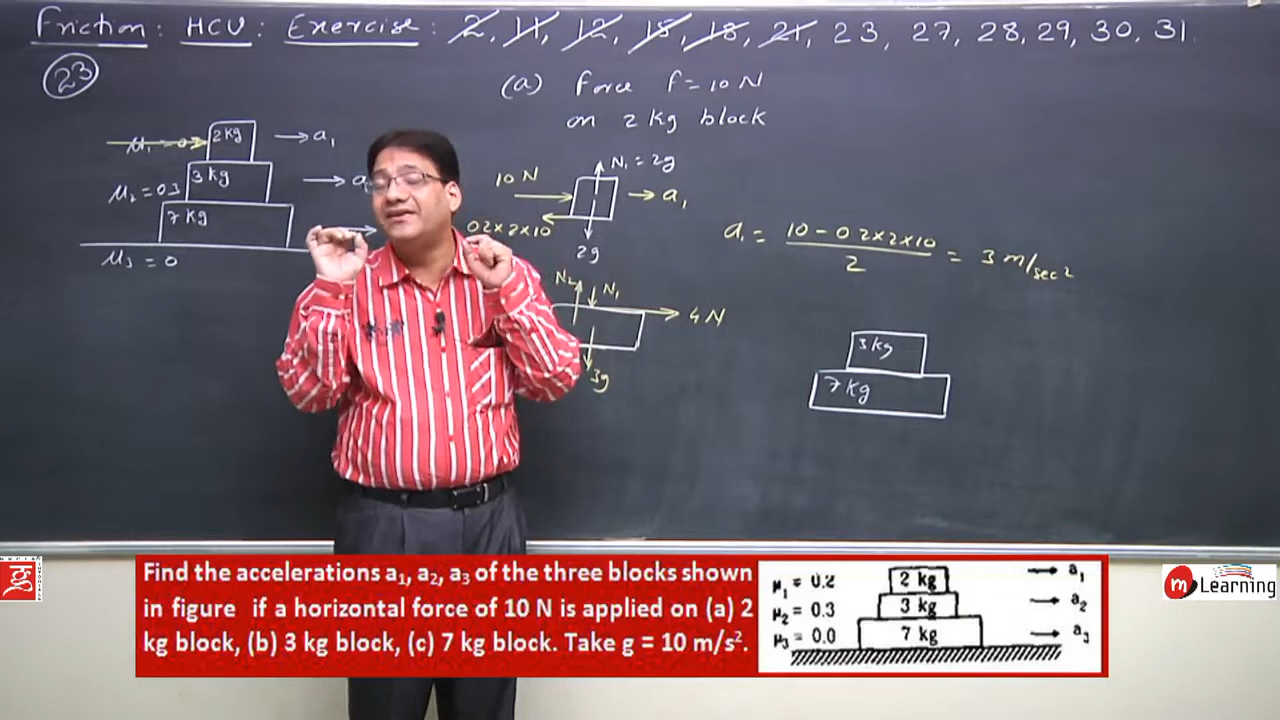 Friction : HCV : Exercise : 2, 11, 12, 15, 18, 21, 23, 27, 28, 29, 30, 31
23
(a) Force f = 10 N
on 2 kg block
2 kg
a₁
3 kg
μ₂ = 0.3
7 kg
μ₃ = 0
N₁ = 2g
10 N
a₁
02×2×10
2g
N₂
N₁
4 N
3g
a₁ = (10 - 02×2×10)/2 = 3 m/sec²
3 kg
7 kg
Find the accelerations a₁, a₂, a₃ of the three blocks shown
in figure if a horizontal force of 10 N is applied on (a) 2
kg block, (b) 3 kg block, (c) 7 kg block. Take g = 10 m/s².
μ₁ = 0.2 2 kg a₁
μ₂ = 0.3 3 kg a₂
μ₃ = 0.0 7 kg a₃
m Learning